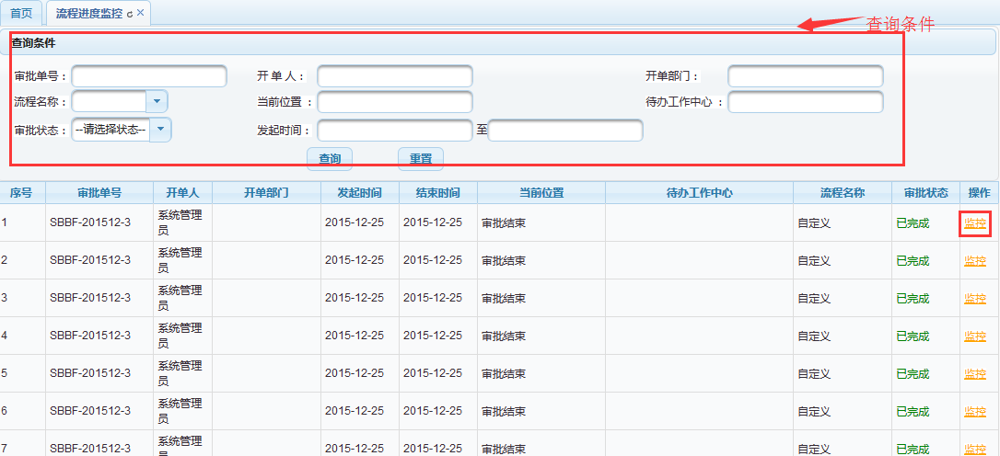 首页 流程进度监控
查询条件
查询条件
审批单号： 开 单 人： 开单部门：
流程名称： 当前位置 ： 待办工作中心 ：
审批状态： --请选择状态-- 发起时间： 至
查询 重置
序号 审批单号 开单人 开单部门 发起时间 结束时间 当前位置 待办工作中心 流程名称 审批状态 操作
1 SBBF-201512-3 系统管理员 2015-12-25 2015-12-25 审批结束 自定义 已完成 监控
2 SBBF-201512-3 系统管理员 2015-12-25 2015-12-25 审批结束 自定义 已完成 监控
3 SBBF-201512-3 系统管理员 2015-12-25 2015-12-25 审批结束 自定义 已完成 监控
4 SBBF-201512-3 系统管理员 2015-12-25 2015-12-25 审批结束 自定义 已完成 监控
5 SBBF-201512-3 系统管理员 2015-12-25 2015-12-25 审批结束 自定义 已完成 监控
6 SBBF-201512-3 系统管理员 2015-12-25 2015-12-25 审批结束 自定义 已完成 监控
7 SBBF-201512-3 系统管理员 2015-12-25 2015-12-25 审批结束 自定义 已完成 监控